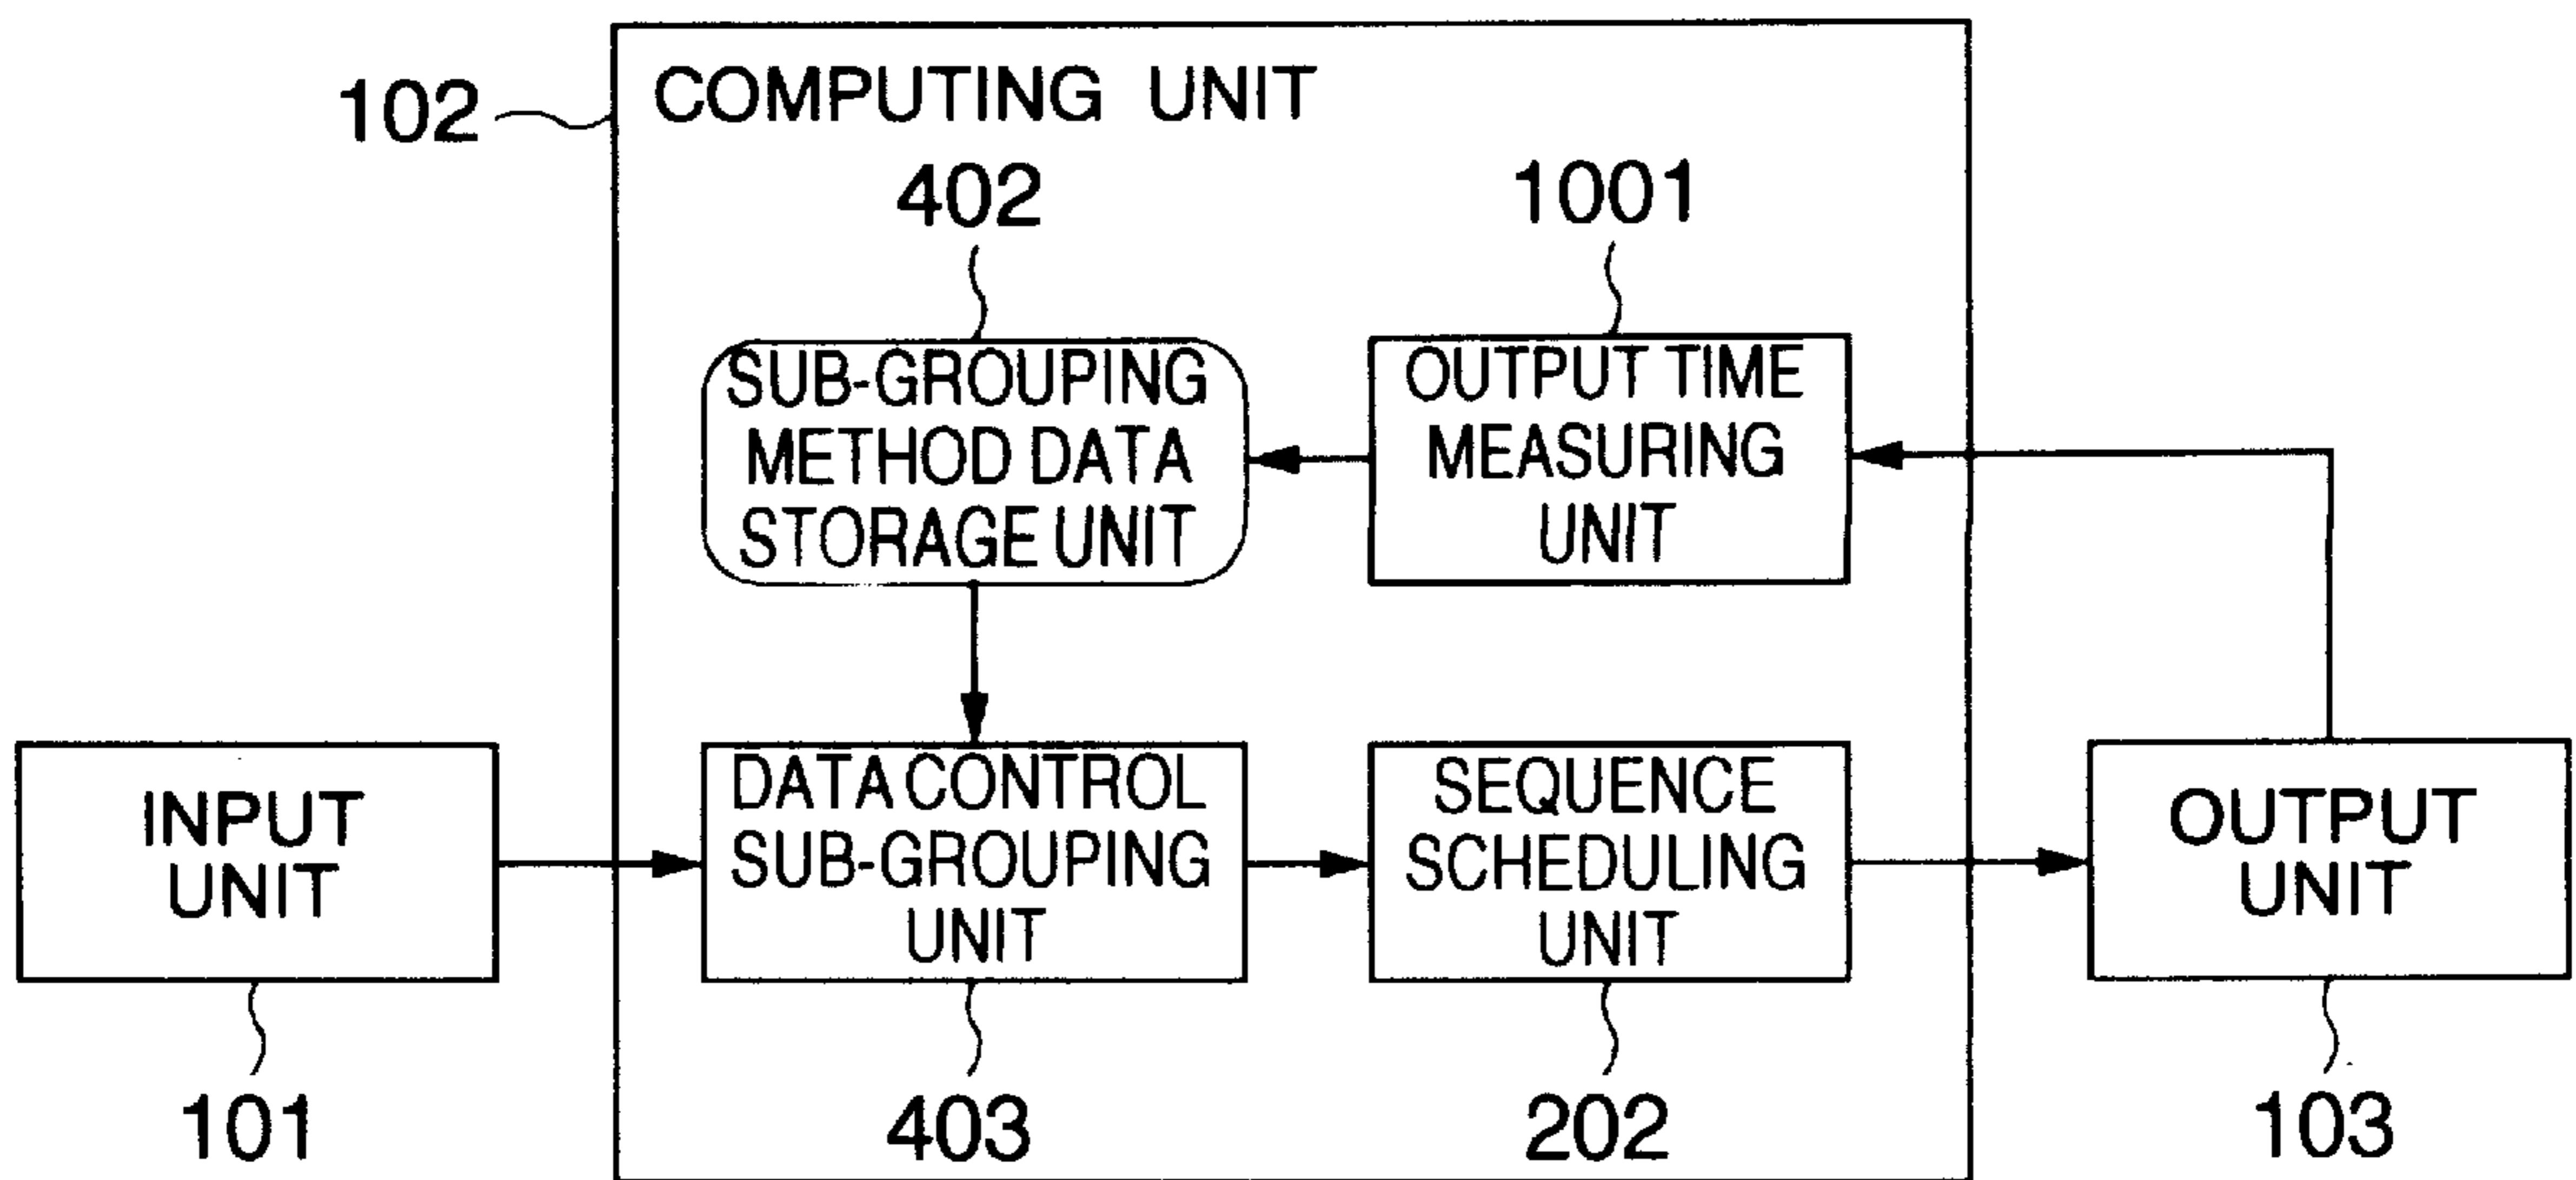 COMPUTING UNIT
102
402
1001
SUB-GROUPING
METHOD DATA
STORAGE UNIT
OUTPUT TIME
MEASURING
UNIT
INPUT
UNIT
DATA CONTROL
SUB-GROUPING
UNIT
SEQUENCE
SCHEDULING
UNIT
OUTPUT
UNIT
101
403
202
103